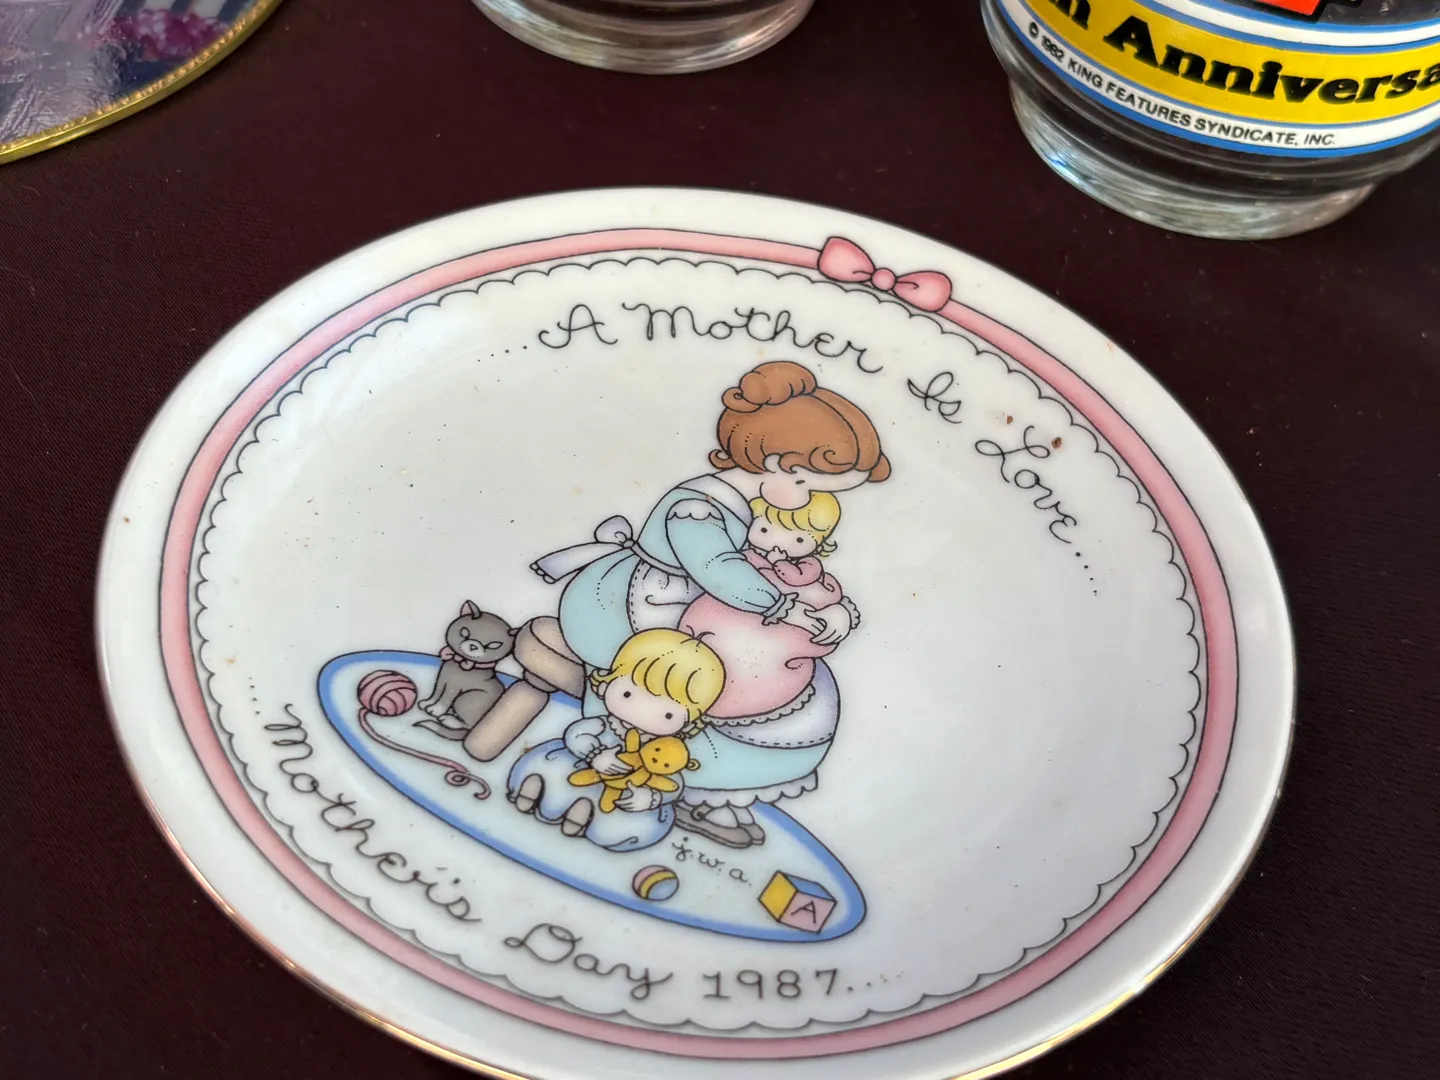 h Anniversa
© 1982 KING FEATURES SYNDICATE, INC.
....A Mother Is Love....
j.w.a.
A
....Mother's Day 1987....